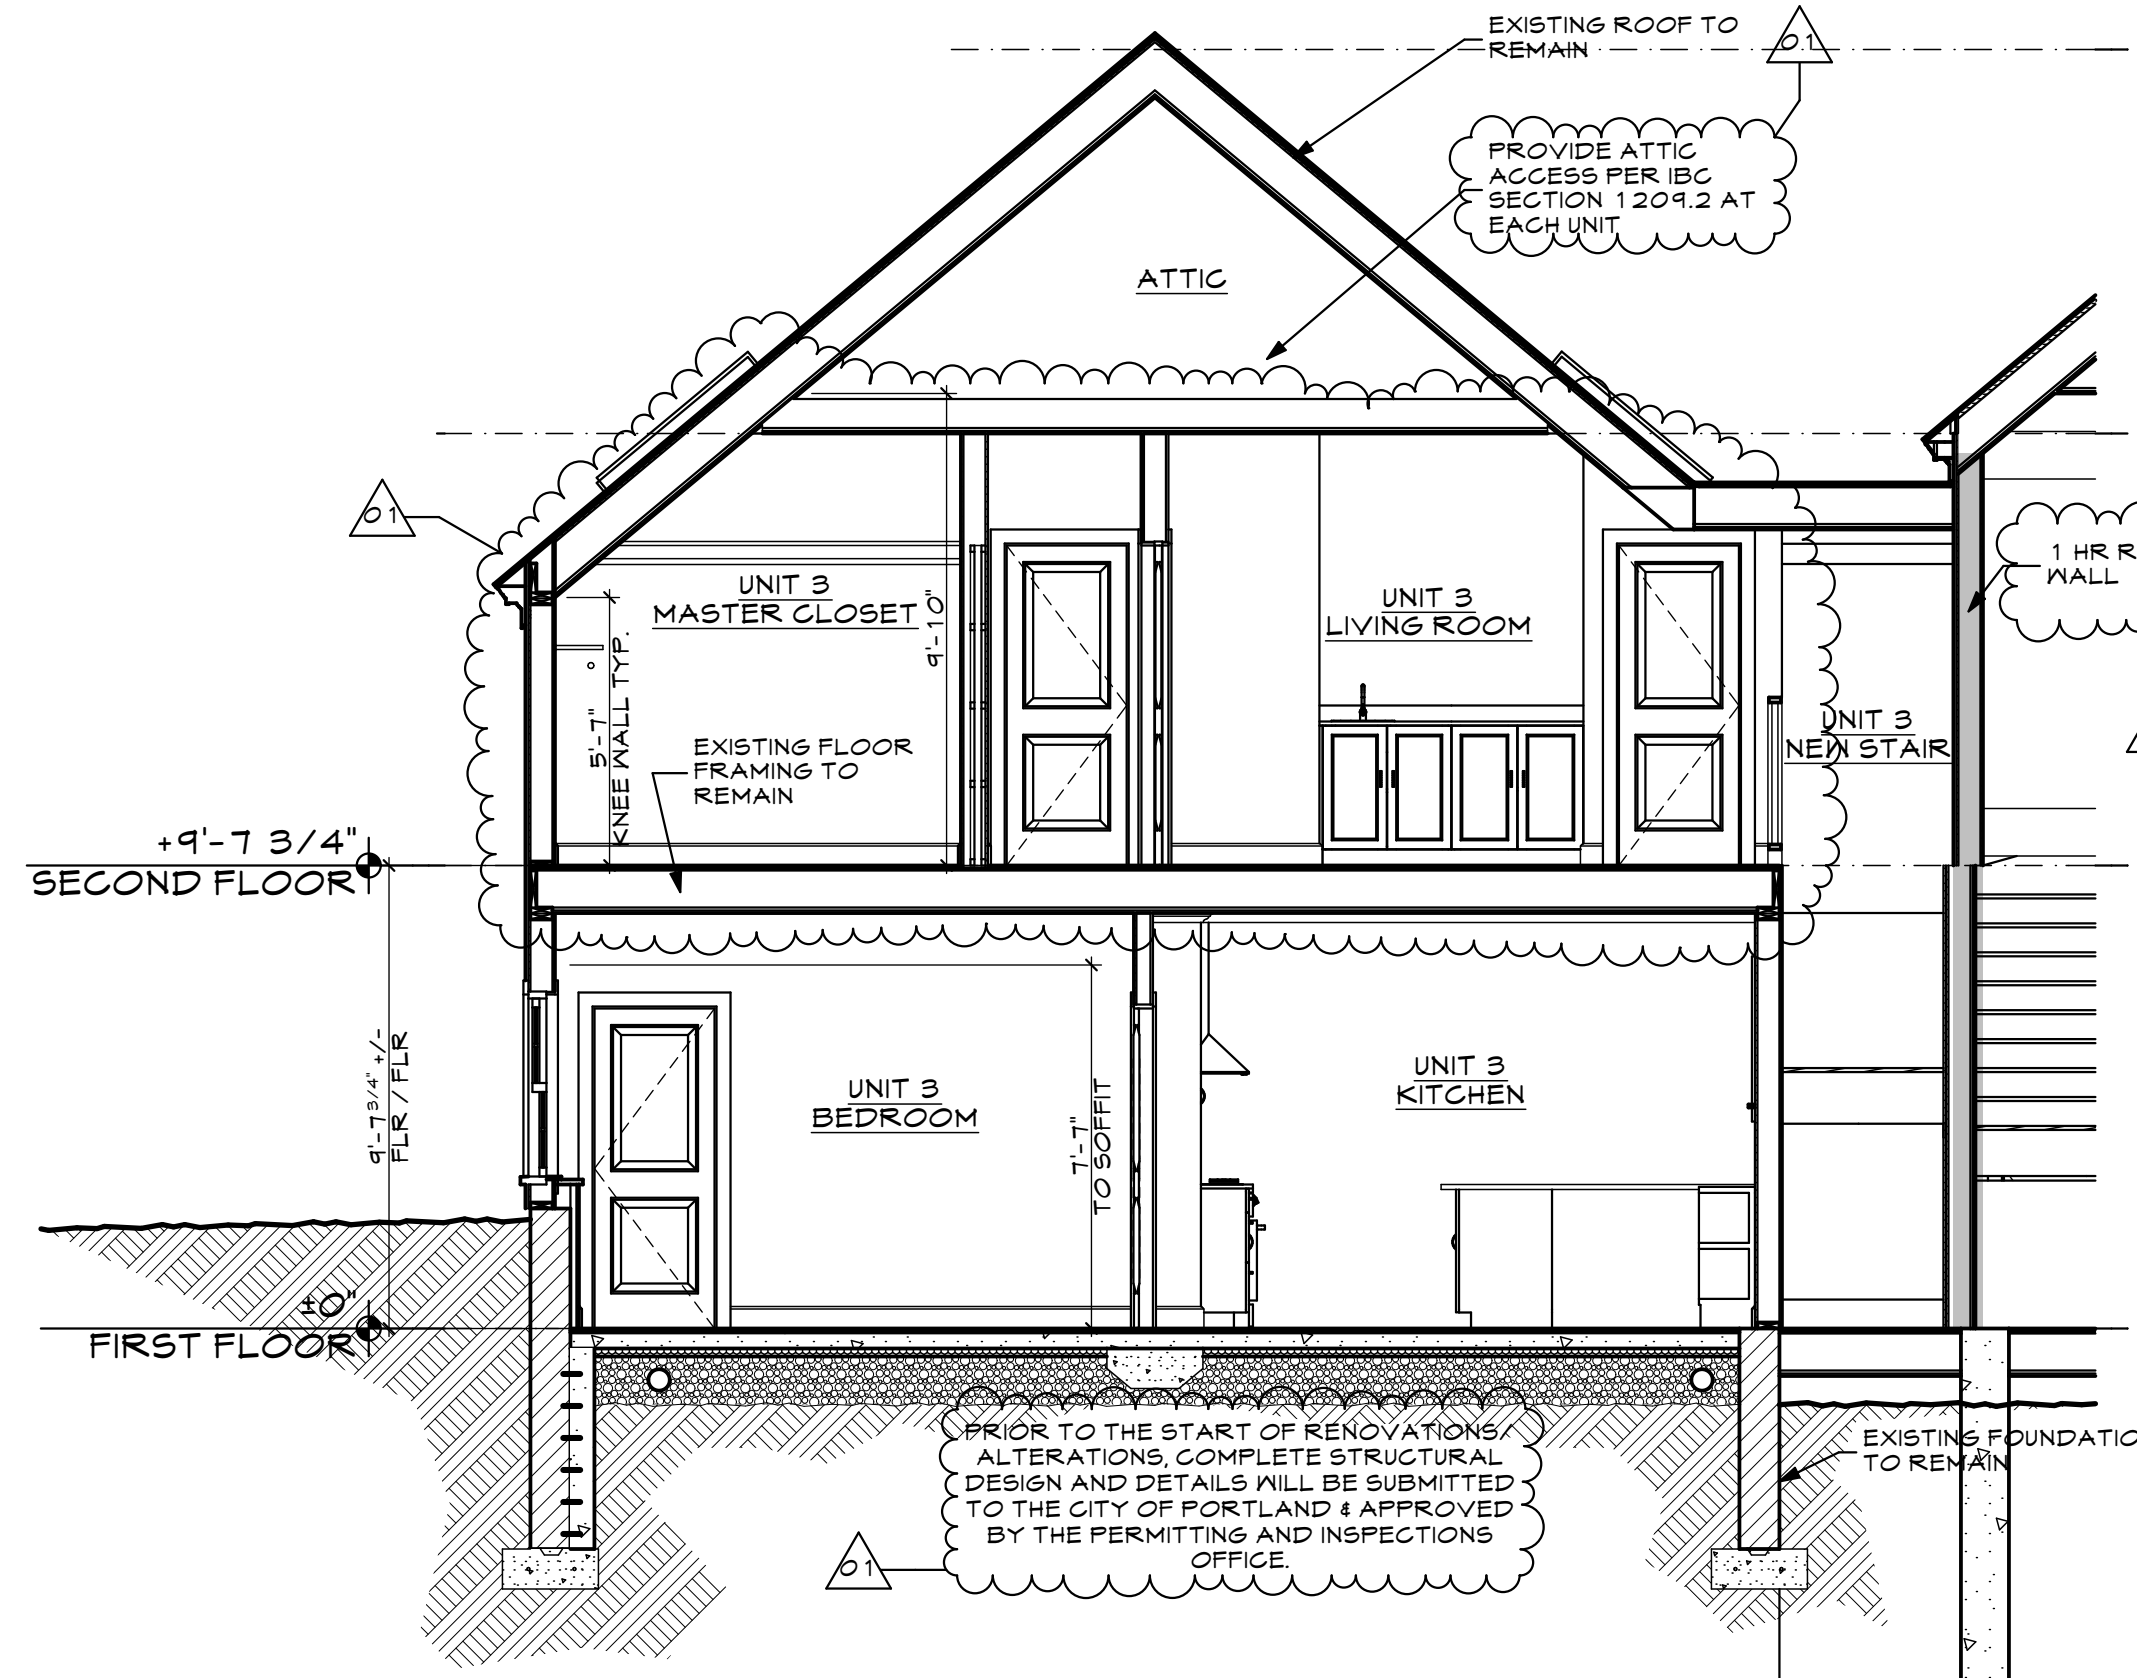 EXISTING ROOF TO
REMAIN
01
PROVIDE ATTIC
ACCESS PER IBC
SECTION 1209.2 AT
EACH UNIT
ATTIC
01
1 HR R
WALL
UNIT 3
MASTER CLOSET
9'-10"
UNIT 3
LIVING ROOM
5'-7"
KNEE WALL TYP.
EXISTING FLOOR
FRAMING TO
REMAIN
UNIT 3
NEW STAIR
+9'-7 3/4"
SECOND FLOOR
9'-7 3/4" +/-
FLR / FLR
UNIT 3
BEDROOM
7'-7"
TO SOFFIT
UNIT 3
KITCHEN
±0"
FIRST FLOOR
PRIOR TO THE START OF RENOVATIONS/
ALTERATIONS, COMPLETE STRUCTURAL
DESIGN AND DETAILS WILL BE SUBMITTED
TO THE CITY OF PORTLAND & APPROVED
BY THE PERMITTING AND INSPECTIONS
OFFICE.
01
EXISTING FOUNDATIO
TO REMAIN